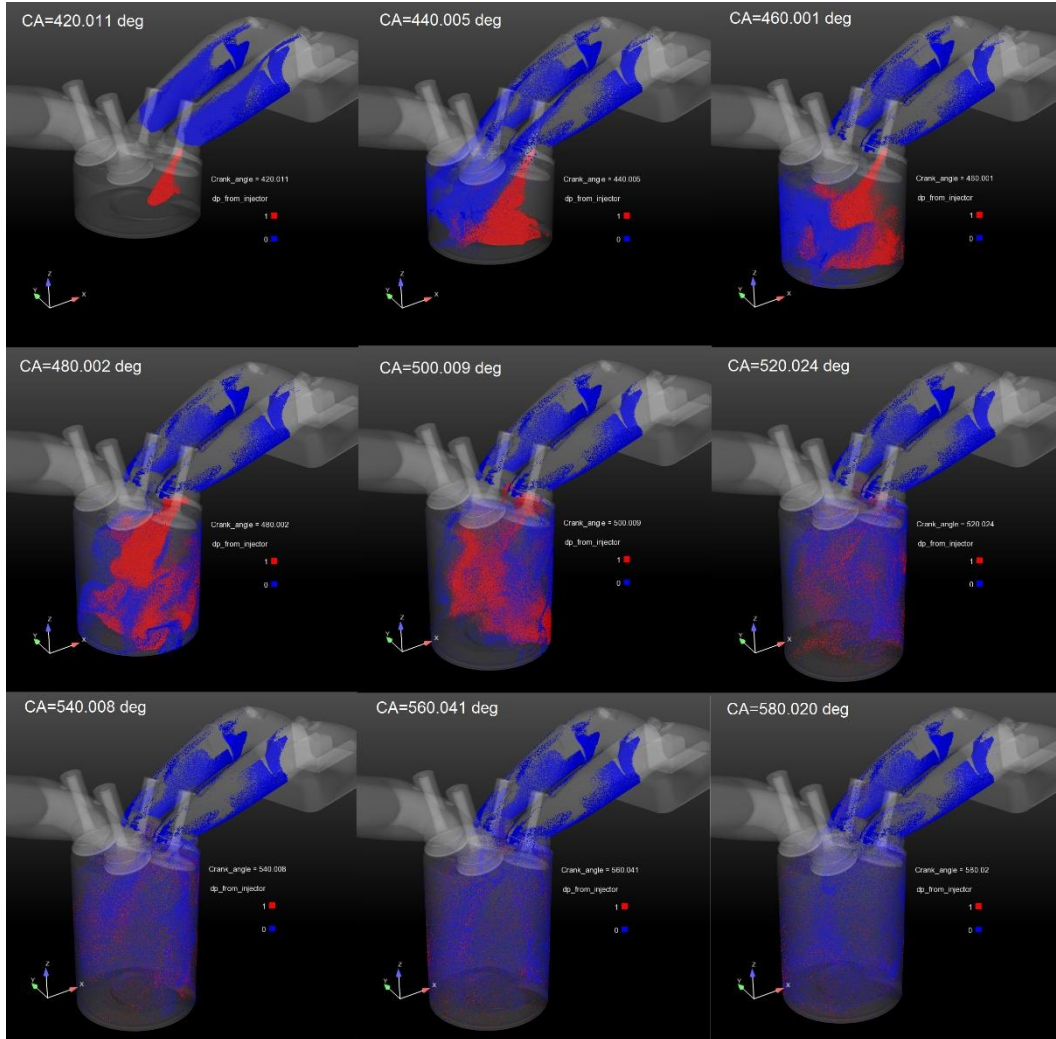 CA=420.011 deg
Crank_angle = 420.011
dp_from_injector
1
0
Z
Y
X
CA=440.005 deg
Crank_angle = 440.005
dp_from_injector
1
0
Z
Y
X
CA=460.001 deg
Crank_angle = 460.001
dp_from_injector
1
0
Z
Y
X
CA=480.002 deg
Crank_angle = 480.002
dp_from_injector
1
0
Z
Y
X
CA=500.009 deg
Crank_angle = 500.009
dp_from_injector
1
0
Z
Y
X
CA=520.024 deg
Crank_angle = 520.024
dp_from_injector
1
0
Z
Y
X
CA=540.008 deg
Crank_angle = 540.008
dp_from_injector
1
0
Z
Y
X
CA=560.041 deg
Crank_angle = 560.041
dp_from_injector
1
0
Z
Y
X
CA=580.020 deg
Crank_angle = 580.02
dp_from_injector
1
0
Z
Y
X